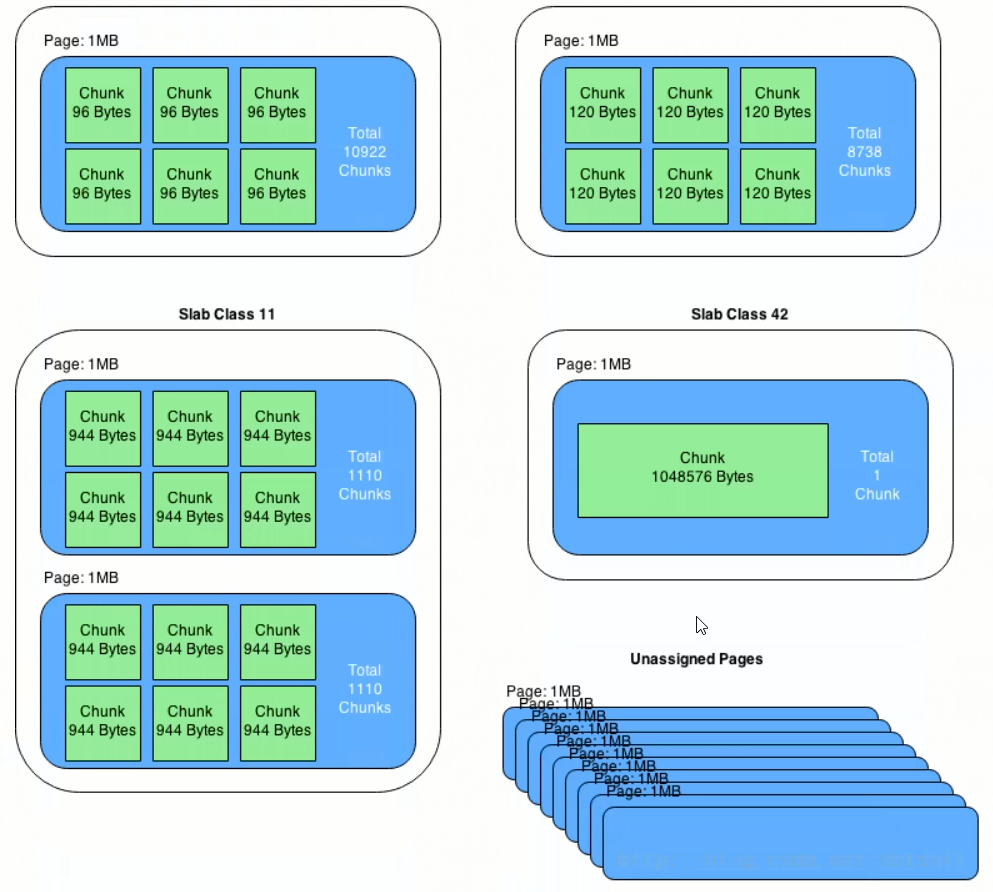 Page: 1MB
Chunk
96 Bytes
Chunk
96 Bytes
Chunk
96 Bytes
Chunk
96 Bytes
Chunk
96 Bytes
Chunk
96 Bytes
Total
10922
Chunks
Page: 1MB
Chunk
120 Bytes
Chunk
120 Bytes
Chunk
120 Bytes
Chunk
120 Bytes
Chunk
120 Bytes
Chunk
120 Bytes
Total
8738
Chunks
Slab Class 11
Page: 1MB
Chunk
944 Bytes
Chunk
944 Bytes
Chunk
944 Bytes
Chunk
944 Bytes
Chunk
944 Bytes
Chunk
944 Bytes
Total
1110
Chunks
Page: 1MB
Chunk
944 Bytes
Chunk
944 Bytes
Chunk
944 Bytes
Chunk
944 Bytes
Chunk
944 Bytes
Chunk
944 Bytes
Total
1110
Chunks
Slab Class 42
Page: 1MB
Chunk
1048576 Bytes
Total
1
Chunk
Unassigned Pages
Page: 1MB
Page: 1MB
Page: 1MB
Page: 1MB
Page: 1MB
Page: 1MB
Page: 1MB
Page: 1MB
Page: 1MB